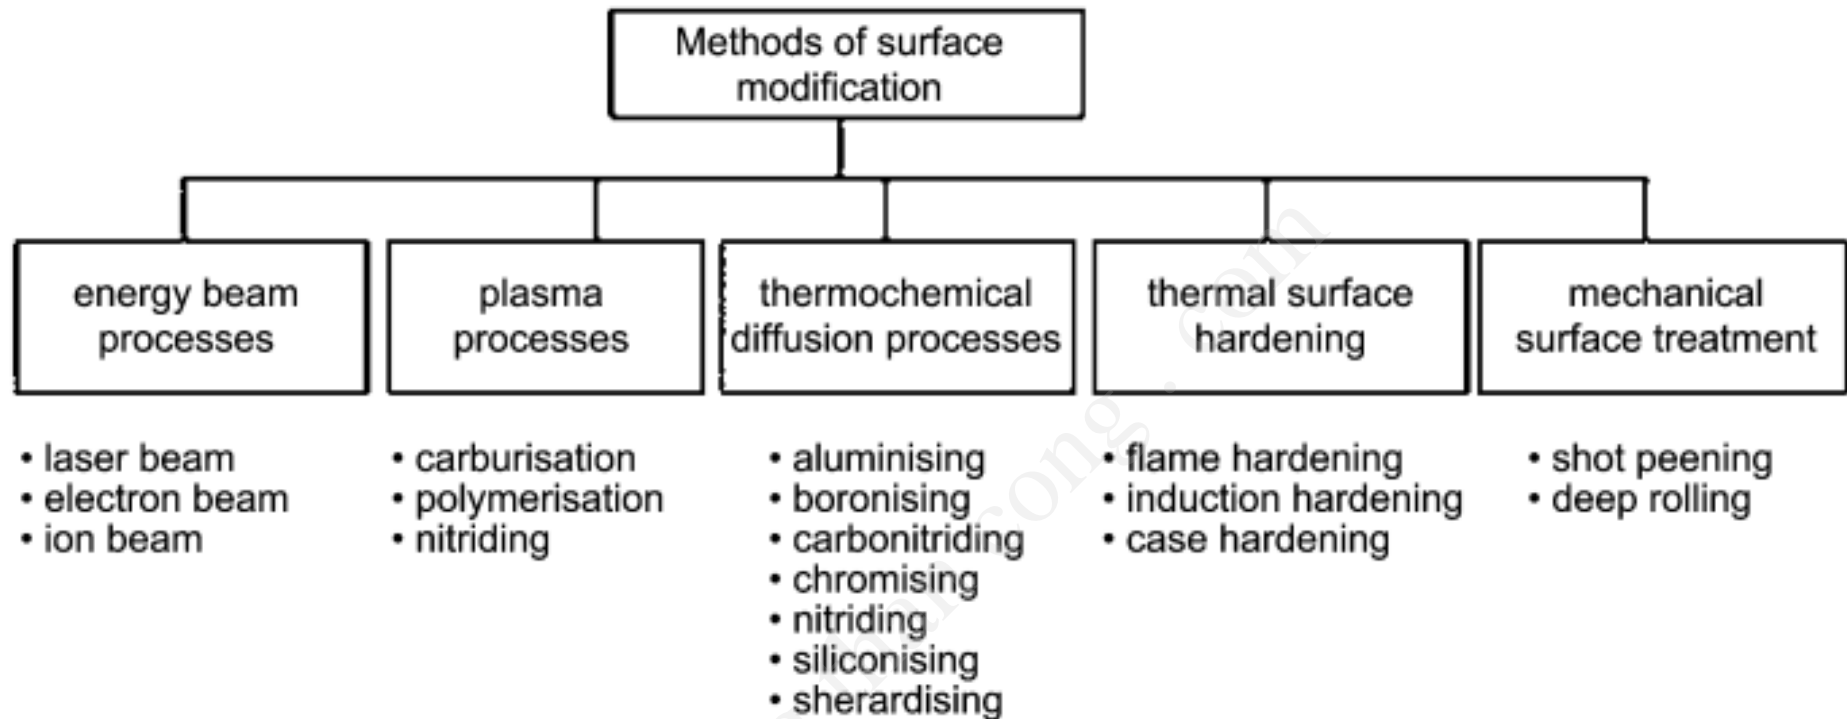 Methods of surface
modification
energy beam
processes
plasma
processes
thermochemical
diffusion processes
thermal surface
hardening
mechanical
surface treatment
• laser beam
• electron beam
• ion beam
• carburisation
• polymerisation
• nitriding
• aluminising
• boronising
• carbonitriding
• chromising
• nitriding
• siliconising
• sherardising
• flame hardening
• induction hardening
• case hardening
• shot peening
• deep rolling